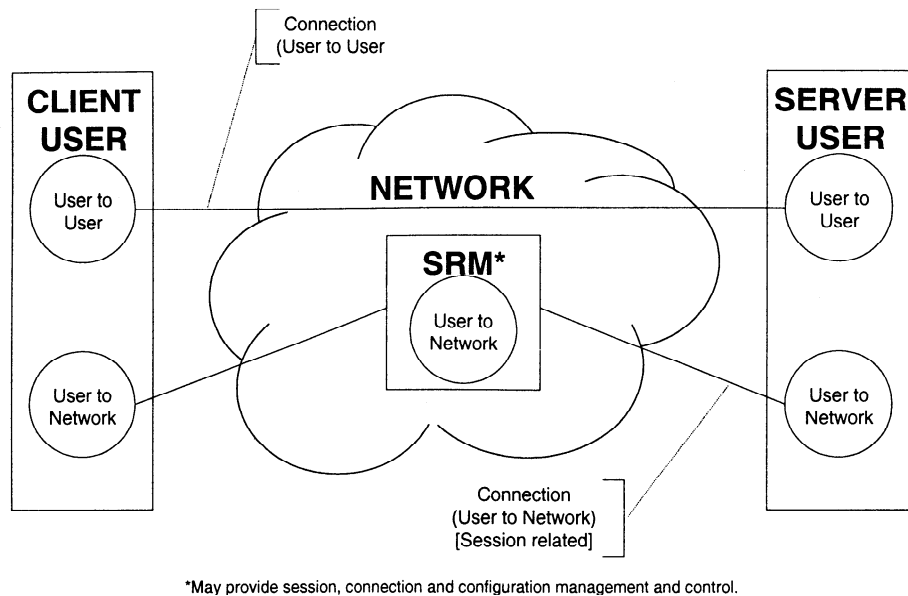 Connection
(User to User
CLIENT
USER
SERVER
USER
User to
User
NETWORK
User to
User
SRM*
User to
Network
User to
Network
User to
Network
Connection
(User to Network)
[Session related]
*May provide session, connection and configuration management and control.